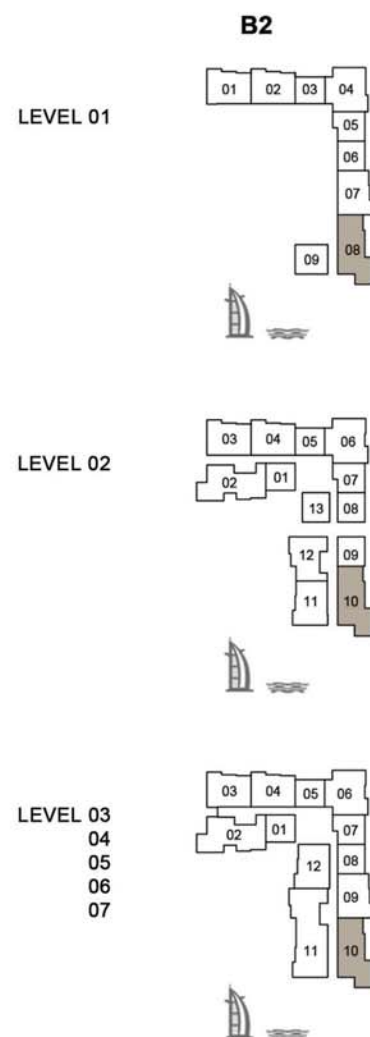 B2
LEVEL 01
01 02 03 04
05
06
07
08
09
LEVEL 02
03 04 05 06
02 01 07
13 08
12 09
11 10
LEVEL 03
04
05
06
07
03 04 05 06
02 01 07
12 08
09
11 10